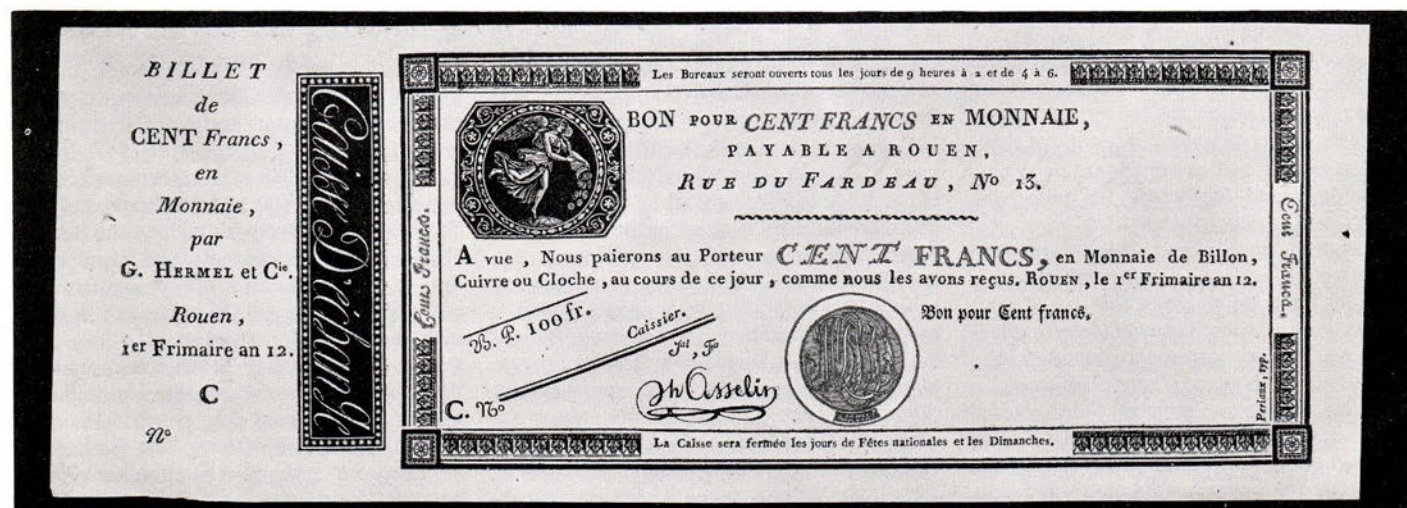 BILLET
de
CENT Francs,
en
Monnaie,
par
G. HERMEL et Cie.
Rouen,
1er Frimaire an 12.
C
No
Caisse D'échange
Cent Francs.
Les Bureaux seront ouverts tous les jours de 9 heures à 2 et de 4 à 6.
BON POUR CENT FRANCS EN MONNAIE,
PAYABLE A ROUEN,
RUE DU FARDEAU, No 13.
A vue, Nous paierons au Porteur CENT FRANCS, en Monnaie de Billon,
Cuivre ou Cloche, au cours de ce jour, comme nous les avons reçus. ROUEN, le 1er Frimaire an 12.
Bon pour Cent francs.
B. P. 100 fr.
Caissier.
Jal, Fo
Jh Asselin
C. No
La Caisse sera fermée les jours de Fêtes nationales et les Dimanches.
Cent Francs.
Periaux, typ.